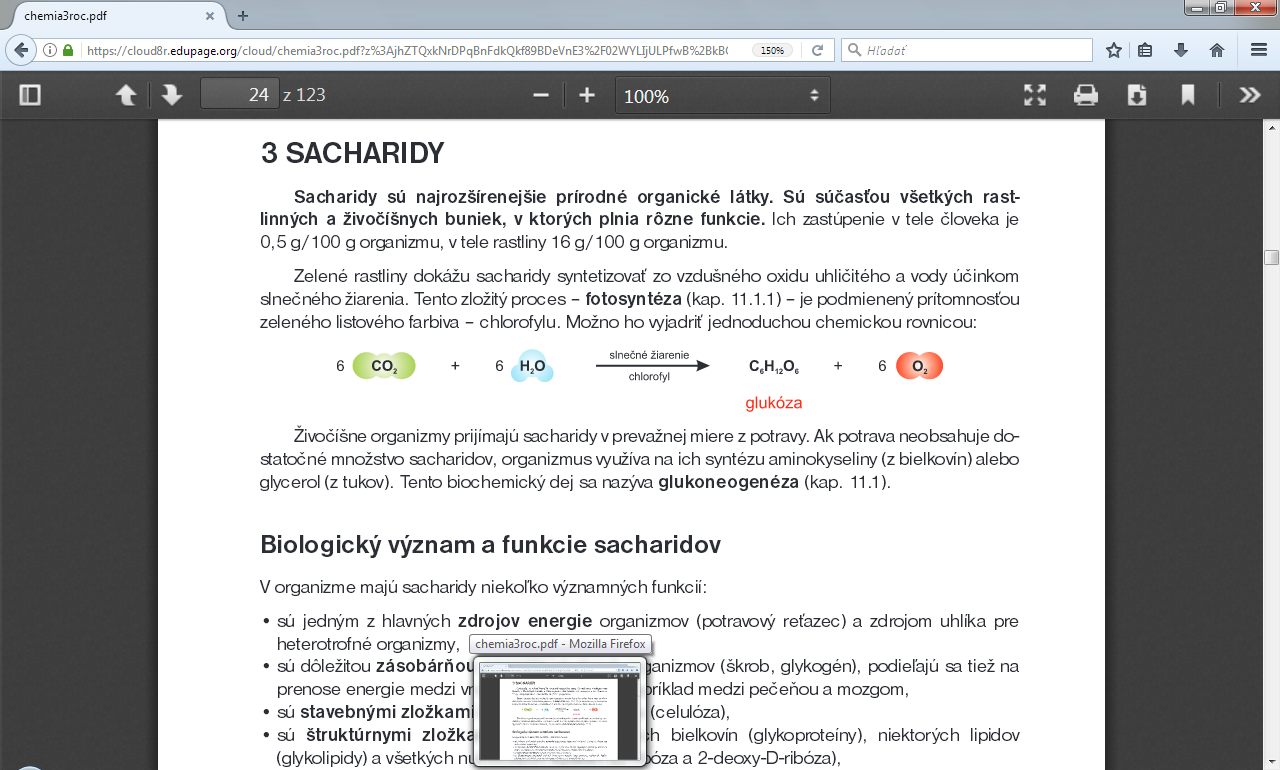 chemia3roc.pdf
https://cloud8r.edupage.org/cloud/chemia3roc.pdf?z%3AjhZTQxkNrDPqBnFdkQkf89BDeVnE3%2F02WYLIjULPfwB%2BkB
150%
Hľadať
24 z 123
100%
3 SACHARIDY
Sacharidy sú najrozšírenejšie prírodné organické látky. Sú súčasťou všetkých rast-
linných a živočíšnych buniek, v ktorých plnia rôzne funkcie. Ich zastúpenie v tele človeka je
0,5 g/100 g organizmu, v tele rastliny 16 g/100 g organizmu.
Zelené rastliny dokážu sacharidy syntetizovať zo vzdušného oxidu uhličitého a vody účinkom
slnečného žiarenia. Tento zložitý proces – fotosyntéza (kap. 11.1.1) – je podmienený prítomnosťou
zeleného listového farbiva – chlorofylu. Možno ho vyjadriť jednoduchou chemickou rovnicou:
slnečné žiarenie
6 CO₂ + 6 H₂O C₆H₁₂O₆ + 6 O₂
chlorofyl
glukóza
Živočíšne organizmy prijímajú sacharidy v prevažnej miere z potravy. Ak potrava neobsahuje do-
statočné množstvo sacharidov, organizmus využíva na ich syntézu aminokyseliny (z bielkovín) alebo
glycerol (z tukov). Tento biochemický dej sa nazýva glukoneogenéza (kap. 11.1).
Biologický význam a funkcie sacharidov
V organizme majú sacharidy niekoľko významných funkcií:
• sú jedným z hlavných zdrojov energie organizmov (potravový reťazec) a zdrojom uhlíka pre
heterotrofné organizmy,
chemia3roc.pdf - Mozilla Firefox
• sú dôležitou zásobárňou organizmov (škrob, glykogén), podieľajú sa tiež na
prenose energie medzi príklad medzi pečeňou a mozgom,
• sú stavebnými zložkami celulóza),
• sú štruktúrnymi zložka bielkovín (glykoproteíny), niektorých lipidov
(glykolipidy) a všetkých ribóza a 2-deoxy-D-ribóza),
3 SACHARIDY